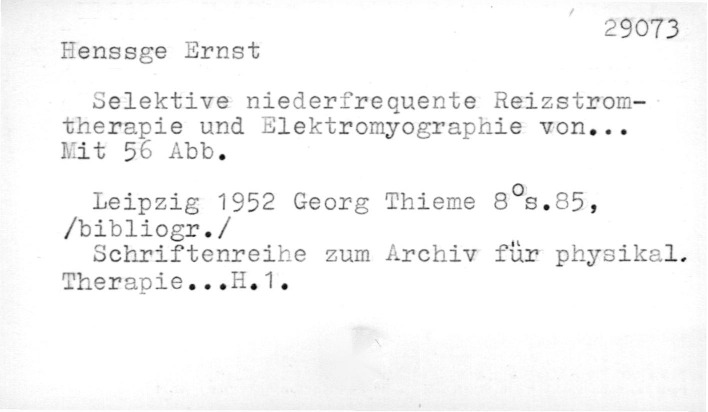 29073
Henssge Ernst
Selektive niederfrequente Reizstrom-
therapie und Elektromyographie von...
Mit 56 Abb.
Leipzig 1952 Georg Thieme 8°s.85,
/bibliogr./
Schriftenreihe zum Archiv für physikal.
Therapie...H.1.